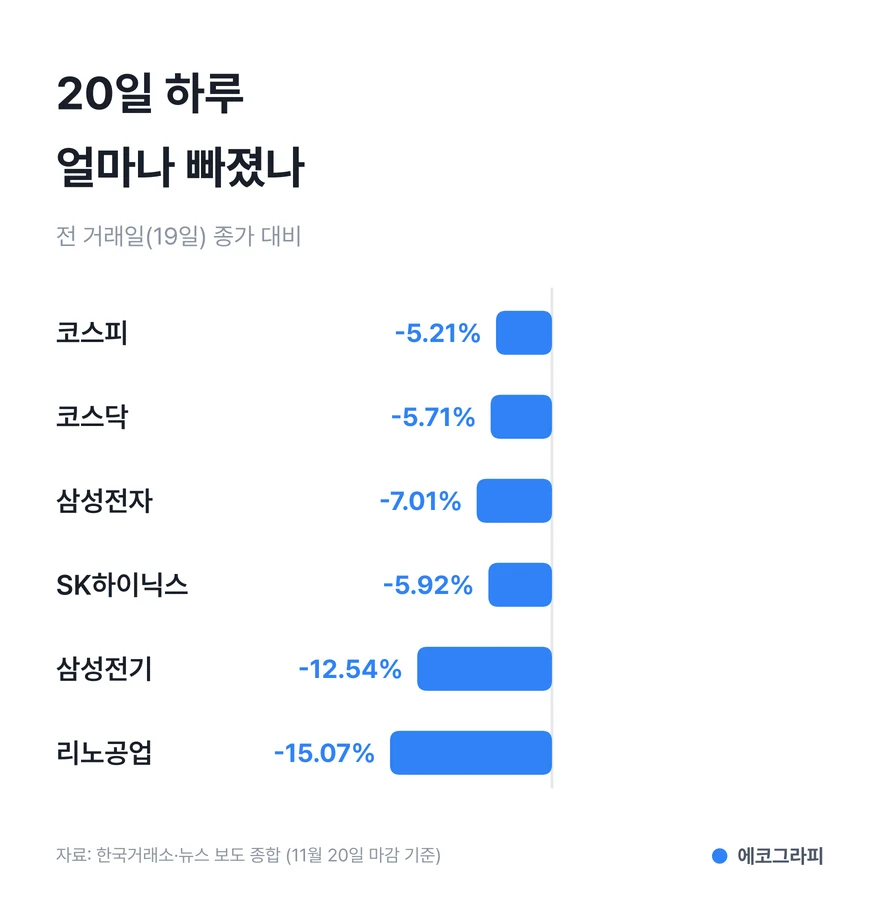 20일 하루
얼마나 빠졌나
전 거래일(19일) 종가 대비
코스피 -5.21%
코스닥 -5.71%
삼성전자 -7.01%
SK하이닉스 -5.92%
삼성전기 -12.54%
리노공업 -15.07%
자료: 한국거래소·뉴스 보도 종합 (11월 20일 마감 기준)
에코그라피